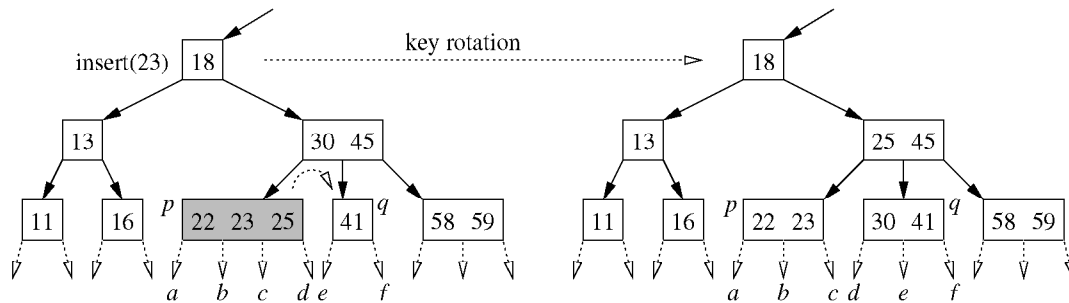 key rotation
insert(23) 18 18
13 30 45 13 25 45
p q p q
11 16 22 23 25 41 58 59 11 16 22 23 30 41 58 59
a b c d e f a b c d e f